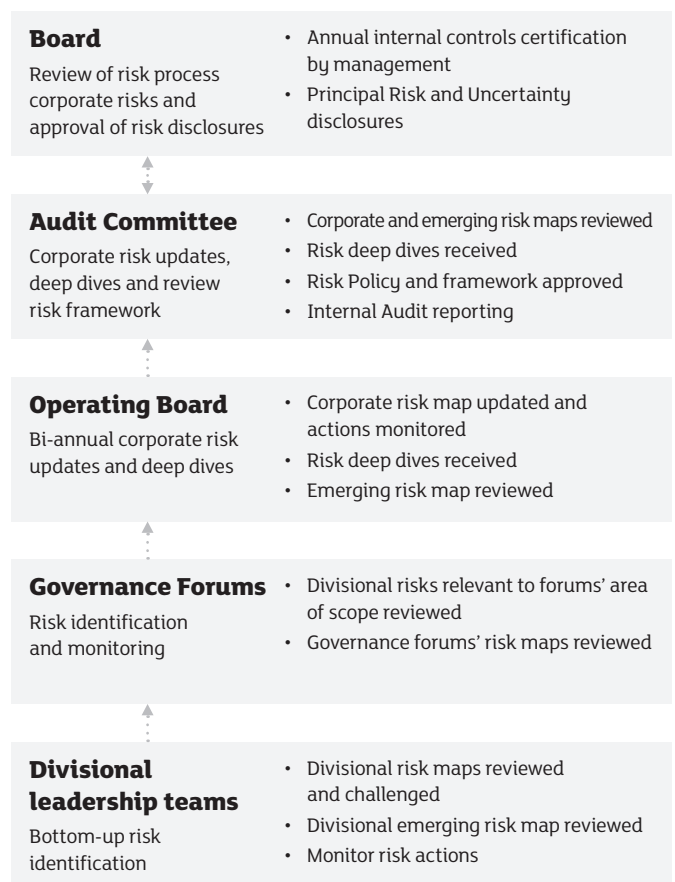 Board
Review of risk process
corporate risks and
approval of risk disclosures
• Annual internal controls certification
by management
• Principal Risk and Uncertainty
disclosures
Audit Committee
Corporate risk updates,
deep dives and review
risk framework
• Corporate and emerging risk maps reviewed
• Risk deep dives received
• Risk Policy and framework approved
• Internal Audit reporting
Operating Board
Bi-annual corporate risk
updates and deep dives
• Corporate risk map updated and
actions monitored
• Risk deep dives received
• Emerging risk map reviewed
Governance Forums
Risk identification
and monitoring
• Divisional risks relevant to forums’ area
of scope reviewed
• Governance forums’ risk maps reviewed
Divisional
leadership teams
Bottom-up risk
identification
• Divisional risk maps reviewed
and challenged
• Divisional emerging risk map reviewed
• Monitor risk actions